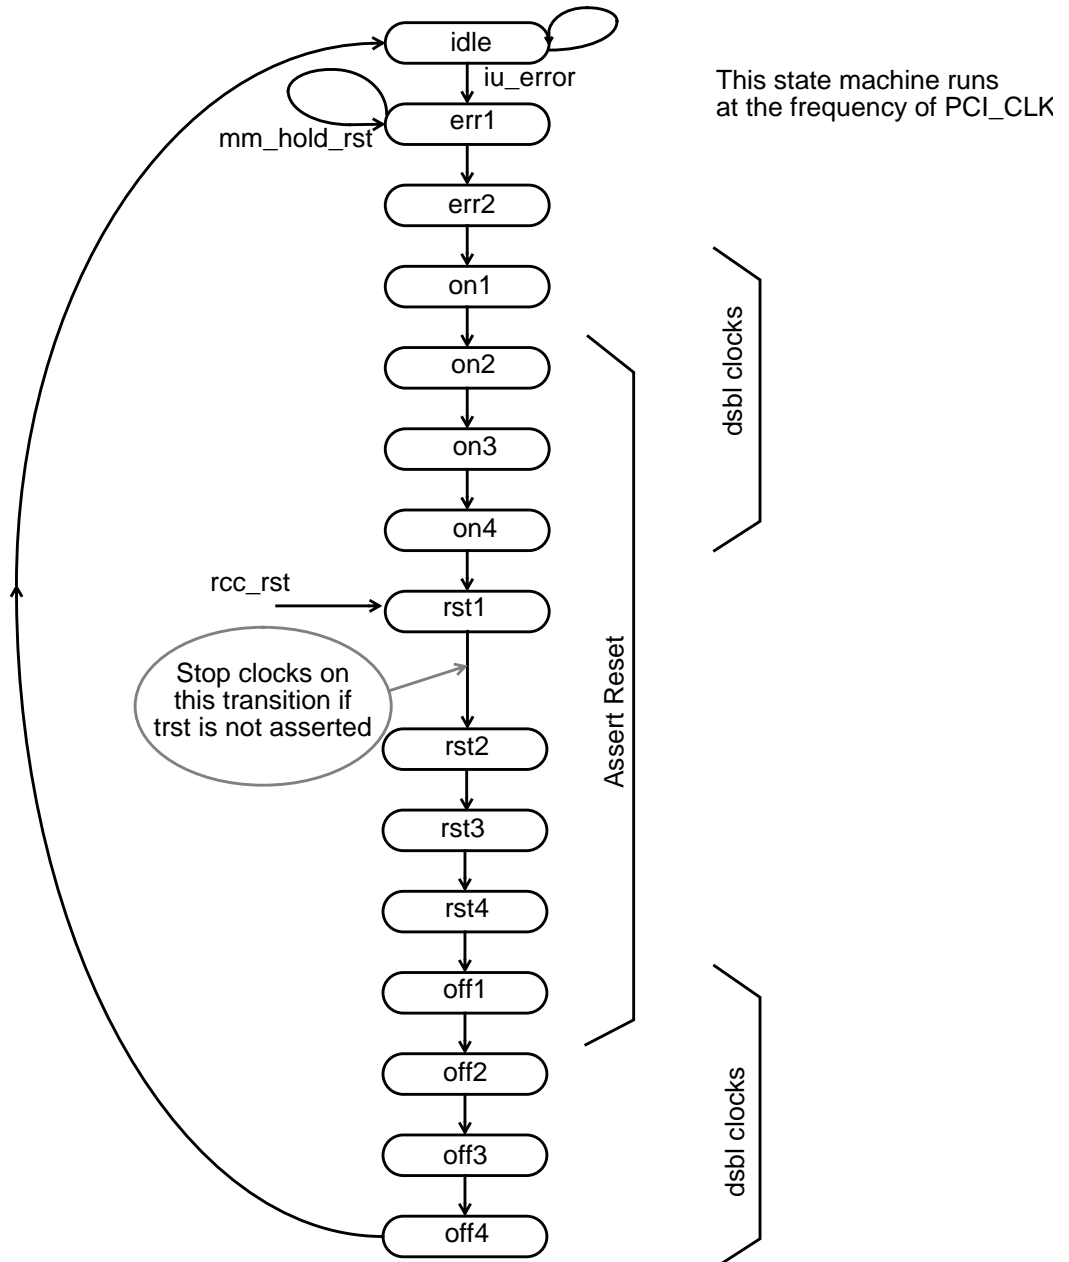 idle
iu_error
This state machine runs
at the frequency of PCI_CLK
err1
mm_hold_rst
err2
on1
on2
dsbl clocks
on3
on4
rcc_rst
rst1
Stop clocks on
this transition if
trst is not asserted
Assert Reset
rst2
rst3
rst4
off1
off2
dsbl clocks
off3
off4